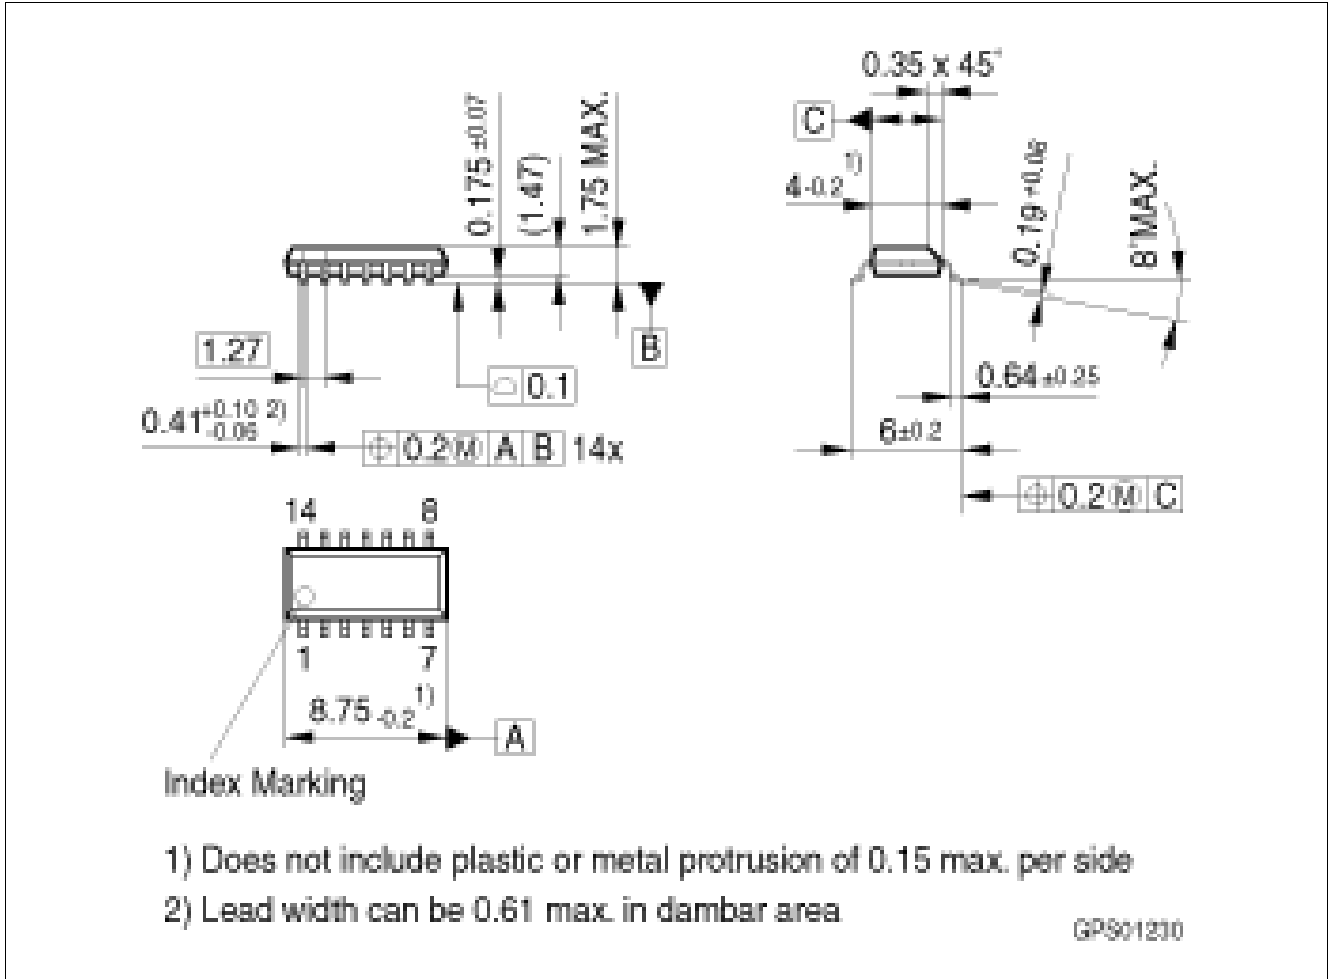 0.35 x 45°
C
4 -0.2 1)
0.175 ±0.07
(1.47)
1.75 MAX.
0.19 +0.06
8° MAX.
B
1.27
0.1
0.64 ±0.25
0.41 +0.10 -0.06 2)
6 ±0.2
0.2 Ⓜ A B 14x
0.2 Ⓜ C
14 8
1 7
8.75 -0.2 1)
A
Index Marking
1) Does not include plastic or metal protrusion of 0.15 max. per side
2) Lead width can be 0.61 max. in dambar area
GPS01230